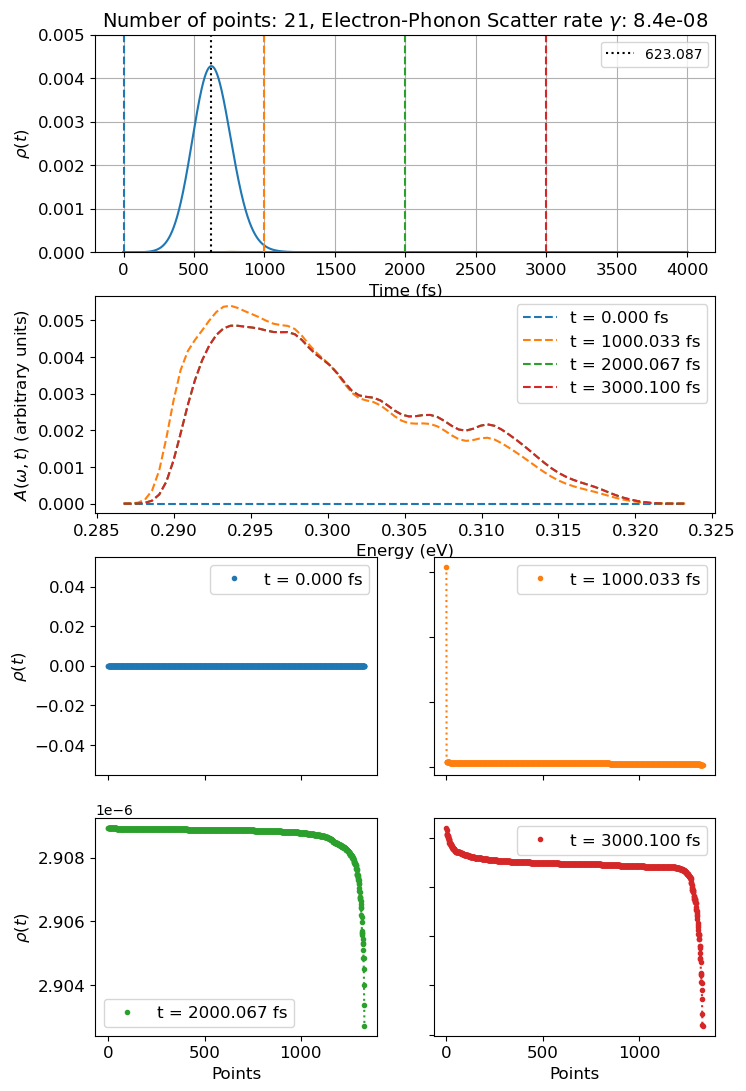 Number of points: 21, Electron-Phonon Scatter rate γ: 8.4e-08
0.005
0.004
0.003
0.002
0.001
0.000
ρ(t)
623.087
0 500 1000 1500 2000 2500 3000 3500 4000
Time (fs)
0.005
0.004
0.003
0.002
0.001
0.000
A(ω, t) (arbitrary units)
t = 0.000 fs
t = 1000.033 fs
t = 2000.067 fs
t = 3000.100 fs
0.285 0.290 0.295 0.300 0.305 0.310 0.315 0.320 0.325
Energy (eV)
0.04
0.02
0.00
−0.02
−0.04
ρ(t)
t = 0.000 fs
t = 1000.033 fs
1e−6
2.908
2.906
2.904
ρ(t)
t = 2000.067 fs
0 500 1000
Points
t = 3000.100 fs
0 500 1000
Points